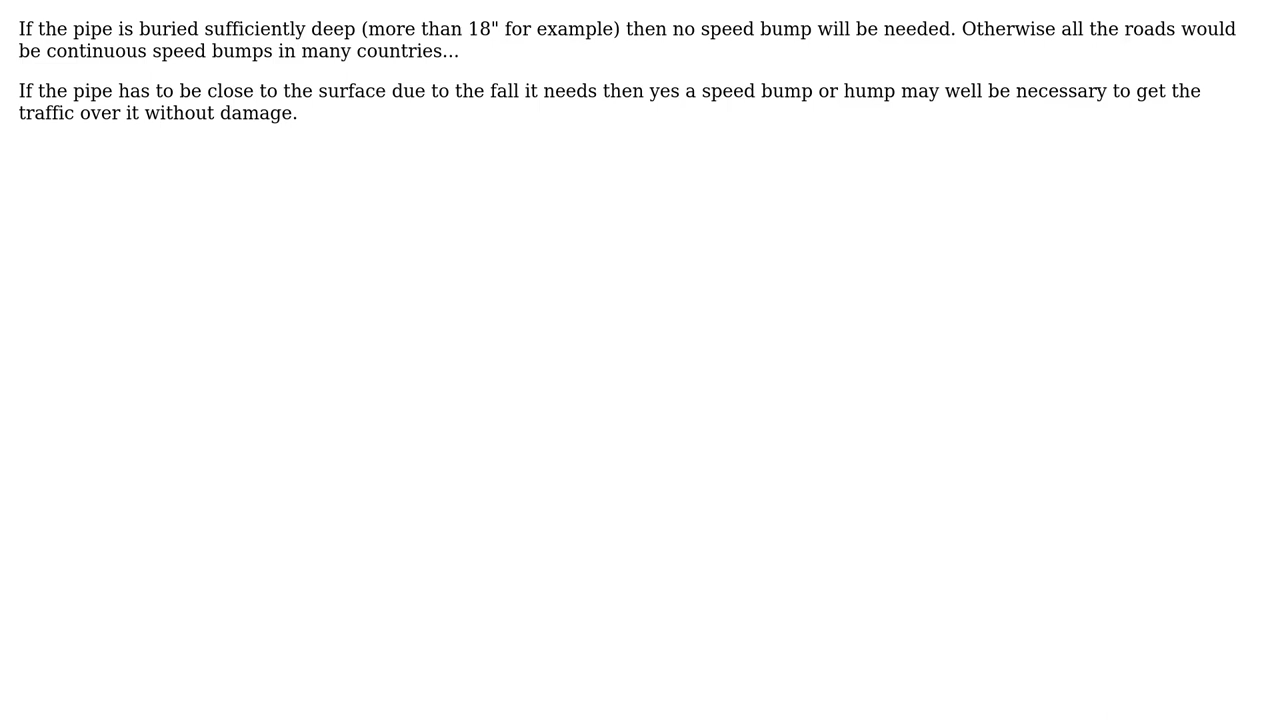 If the pipe is buried sufficiently deep (more than 18" for example) then no speed bump will be needed. Otherwise all the roads would
be continuous speed bumps in many countries...
If the pipe has to be close to the surface due to the fall it needs then yes a speed bump or hump may well be necessary to get the
traffic over it without damage.